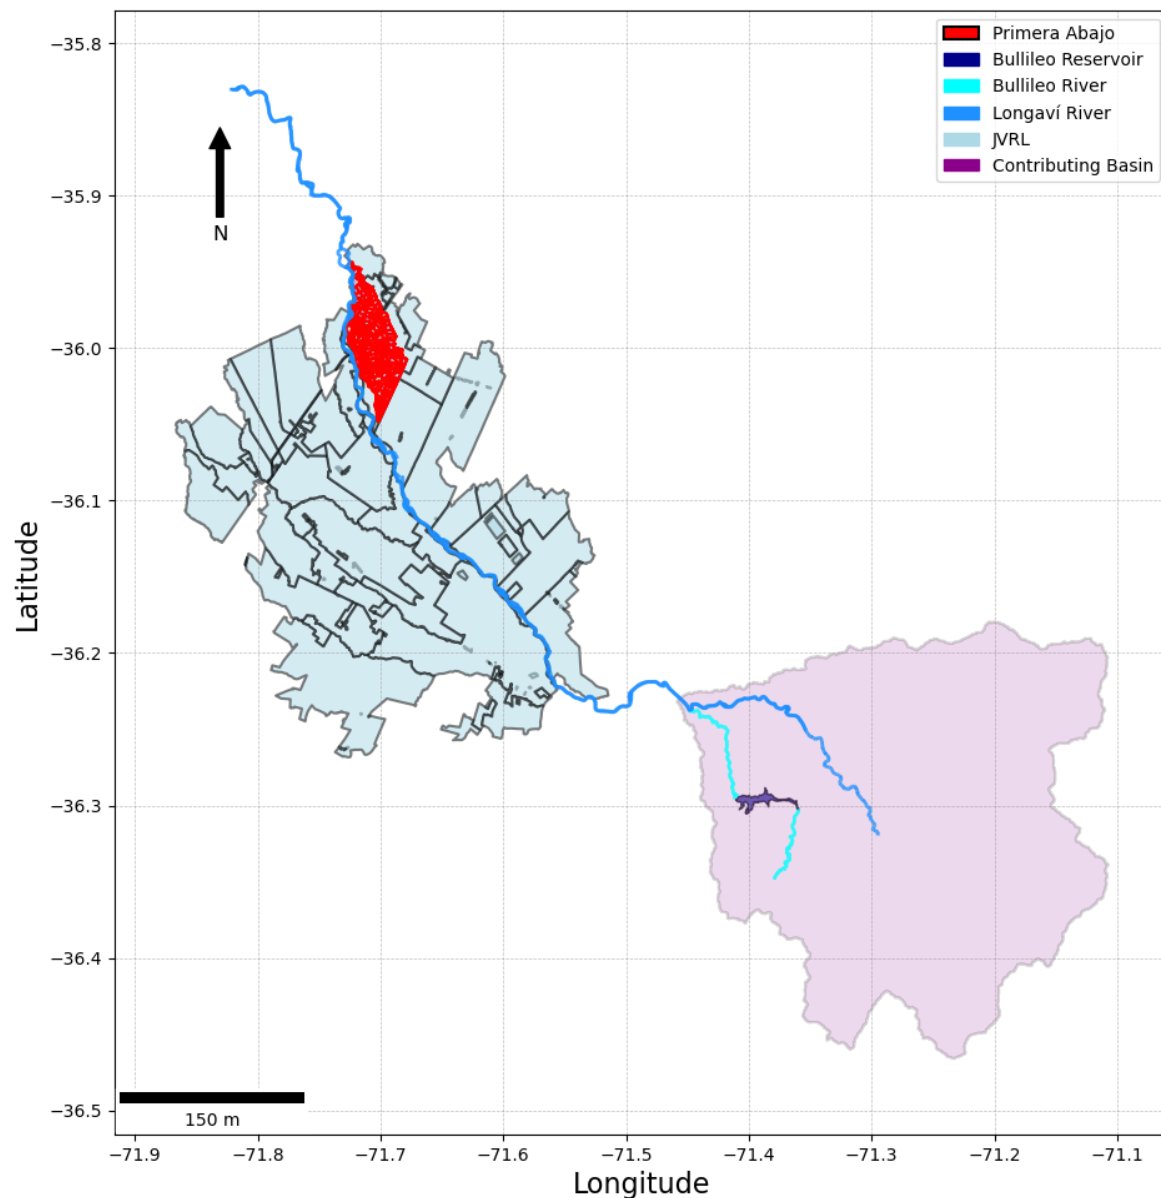 Primera Abajo
Bullileo Reservoir
Bullileo River
Longaví River
JVRL
Contributing Basin
N
−35.8
−35.9
−36.0
−36.1
−36.2
−36.3
−36.4
−36.5
Latitude
150 m
−71.9 −71.8 −71.7 −71.6 −71.5 −71.4 −71.3 −71.2 −71.1
Longitude